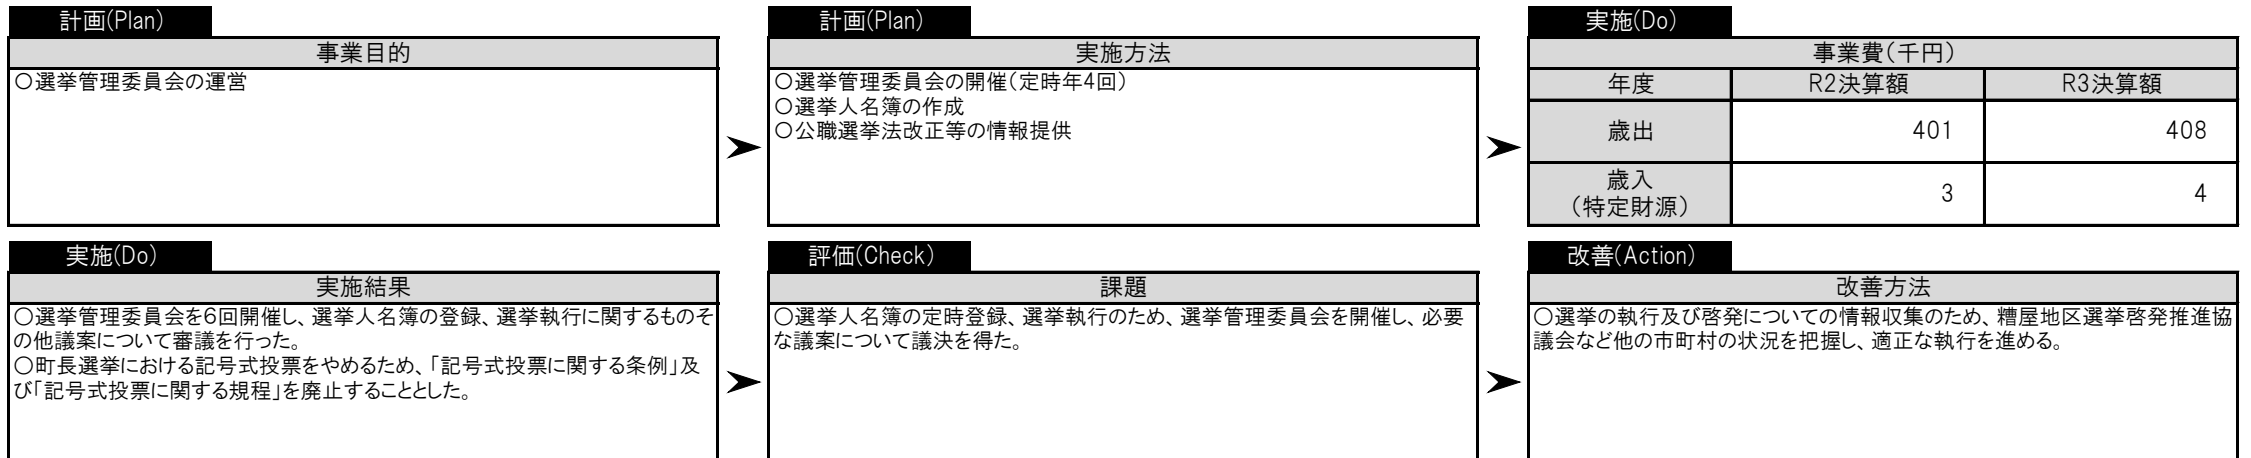 計画(Plan)
事業目的
〇選挙管理委員会の運営
計画(Plan)
実施方法
〇選挙管理委員会の開催(定時年4回)
〇選挙人名簿の作成
〇公職選挙法改正等の情報提供
実施(Do)
事業費(千円)
年度 R2決算額 R3決算額
歳出 401 408
歳入
(特定財源) 3 4
実施(Do)
実施結果
〇選挙管理委員会を6回開催し、選挙人名簿の登録、選挙執行に関するものそ
の他議案について審議を行った。
〇町長選挙における記号式投票をやめるため、「記号式投票に関する条例」及
び「記号式投票に関する規程」を廃止することとした。
評価(Check)
課題
〇選挙人名簿の定時登録、選挙執行のため、選挙管理委員会を開催し、必要
な議案について議決を得た。
改善(Action)
改善方法
〇選挙の執行及び啓発についての情報収集のため、糟屋地区選挙啓発推進協
議会など他の市町村の状況を把握し、適正な執行を進める。